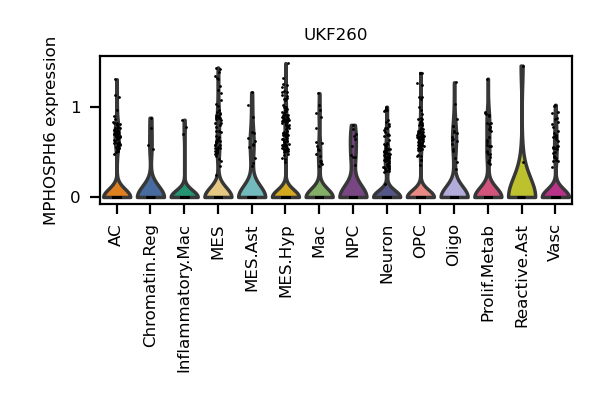 UKF260
MPHOSPH6 expression
1
0
AC
Chromatin.Reg
Inflammatory.Mac
MES
MES.Ast
MES.Hyp
Mac
NPC
Neuron
OPC
Oligo
Prolif.Metab
Reactive.Ast
Vasc